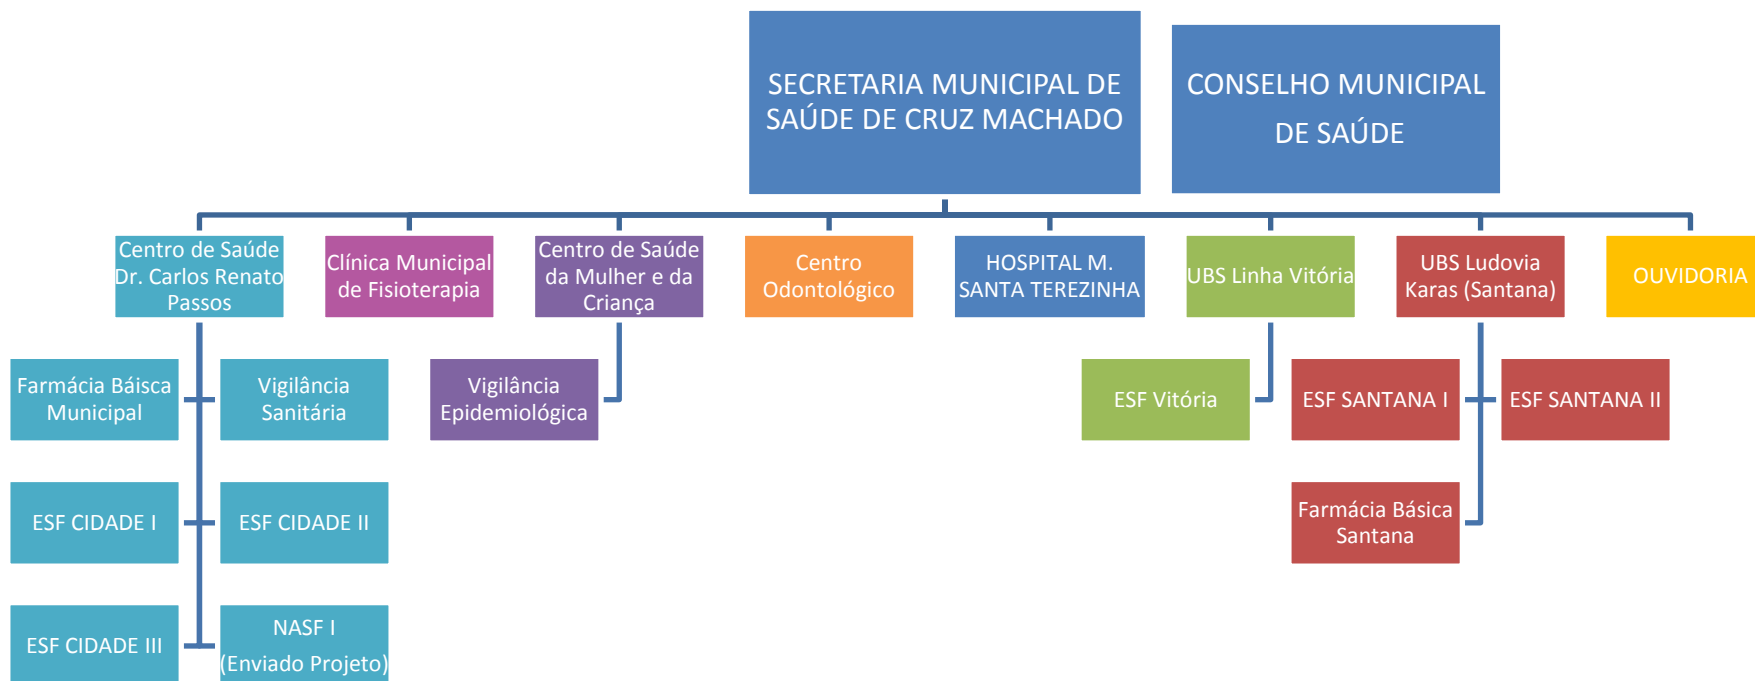 SECRETARIA MUNICIPAL DE
SAÚDE DE CRUZ MACHADO
CONSELHO MUNICIPAL
DE SAÚDE
Centro de Saúde
Dr. Carlos Renato
Passos
Clínica Municipal
de Fisioterapia
Centro de Saúde
da Mulher e da
Criança
Centro
Odontológico
HOSPITAL M.
SANTA TEREZINHA
UBS Linha Vitória
UBS Ludovia
Karas (Santana)
OUVIDORIA
Farmácia Báisca
Municipal
Vigilância
Sanitária
Vigilância
Epidemiológica
ESF Vitória
ESF SANTANA I
ESF SANTANA II
ESF CIDADE I
ESF CIDADE II
Farmácia Básica
Santana
ESF CIDADE III
NASF I
(Enviado Projeto)